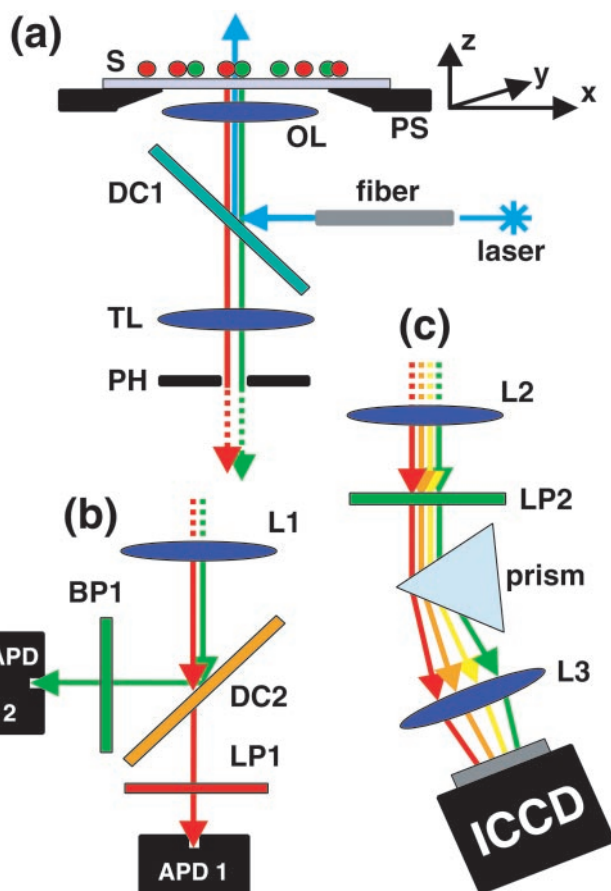 (a)
S
z
y
x
OL
PS
DC1
fiber
laser
TL
(c)
PH
L2
(b)
L1
LP2
BP1
prism
APD
2
DC2
L3
LP1
ICCD
APD 1